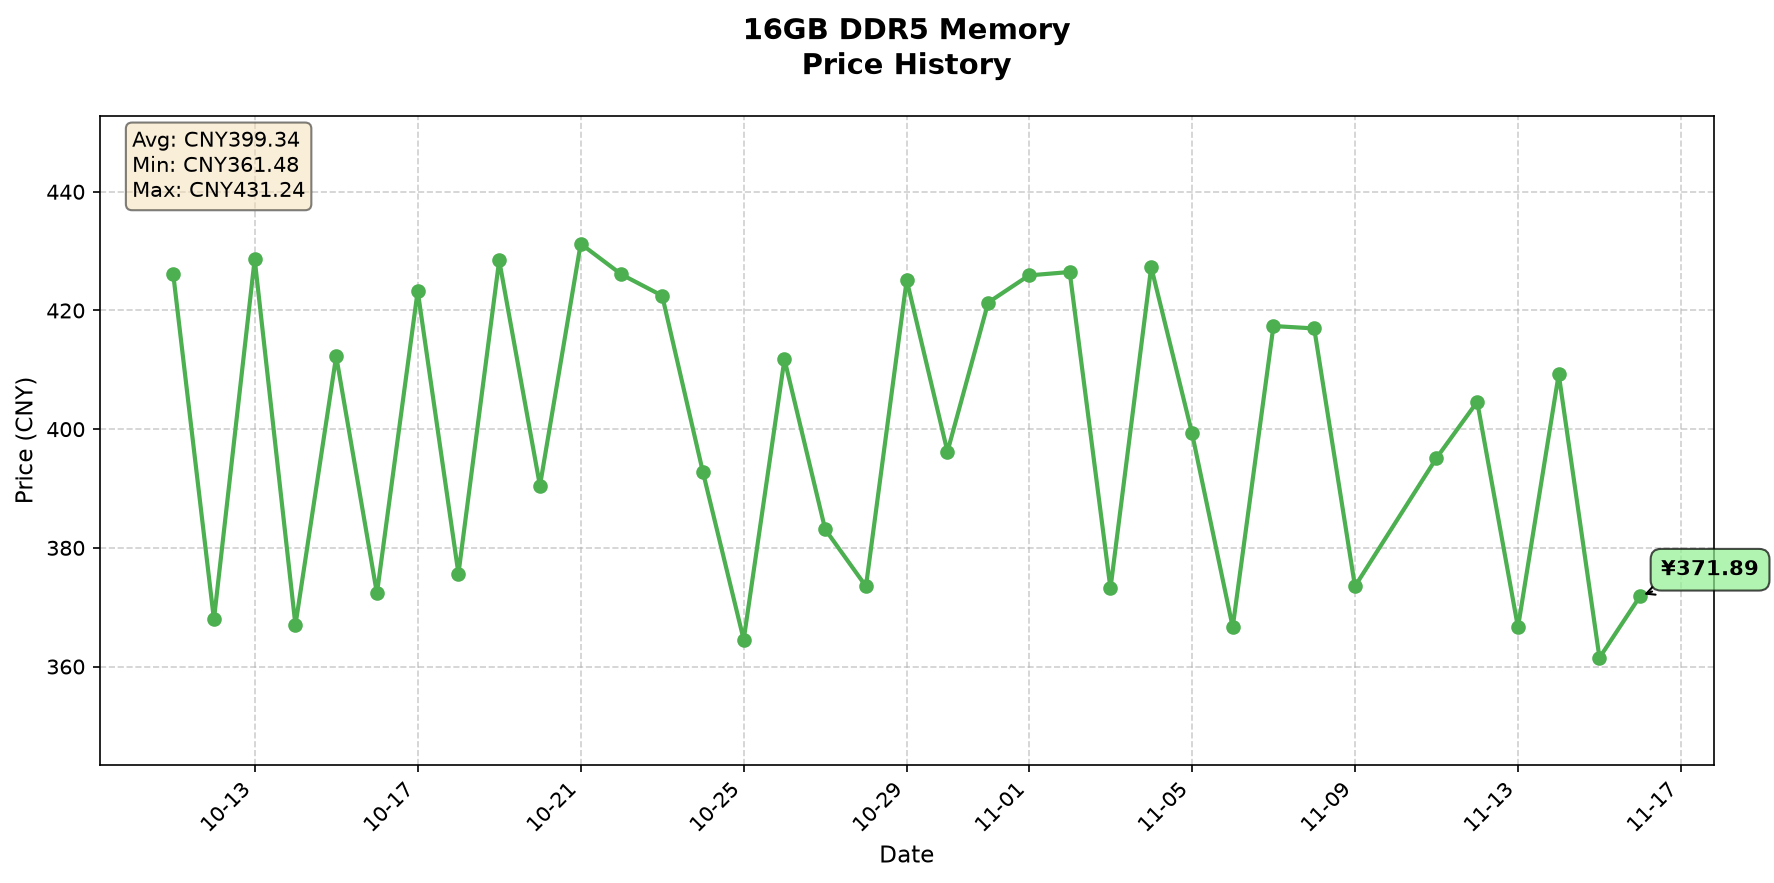 16GB DDR5 Memory
Price History
Avg: CNY399.34
Min: CNY361.48
Max: CNY431.24
440
420
400
380
360
Price (CNY)
¥371.89
10-13
10-17
10-21
10-25
10-29
11-01
11-05
11-09
11-13
11-17
Date